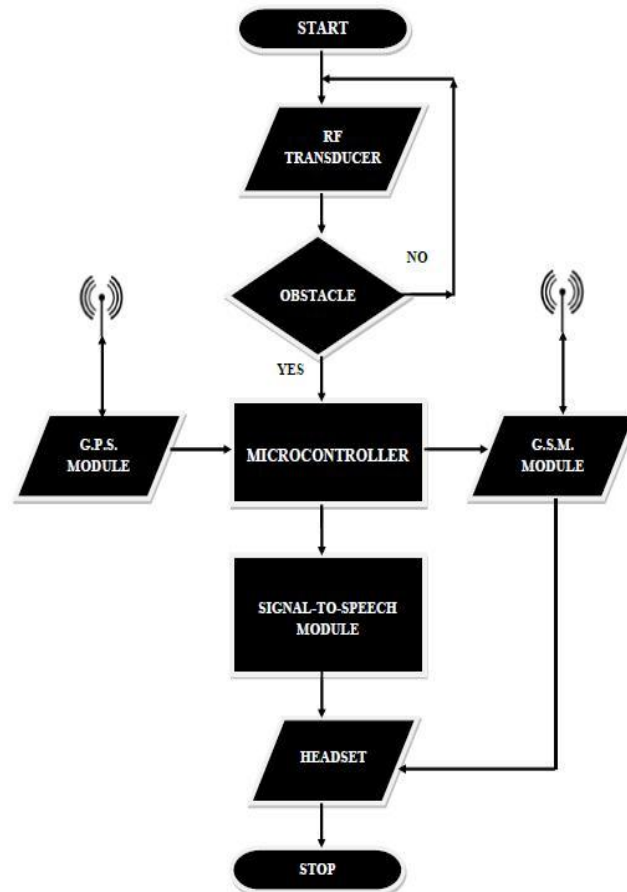 START
RF
TRANSDUCER
NO
OBSTACLE
YES
G.P.S.
MODULE
MICROCONTROLLER
G.S.M.
MODULE
SIGNAL-TO-SPEECH
MODULE
HEADSET
STOP